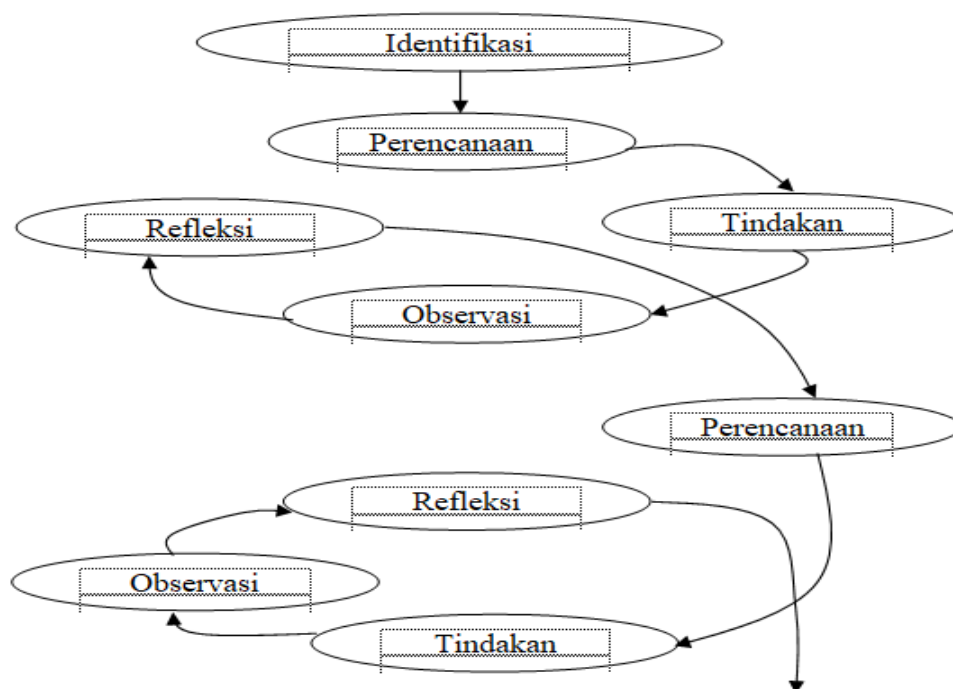 Identifikasi
Perencanaan
Tindakan
Refleksi
Observasi
Perencanaan
Refleksi
Observasi
Tindakan